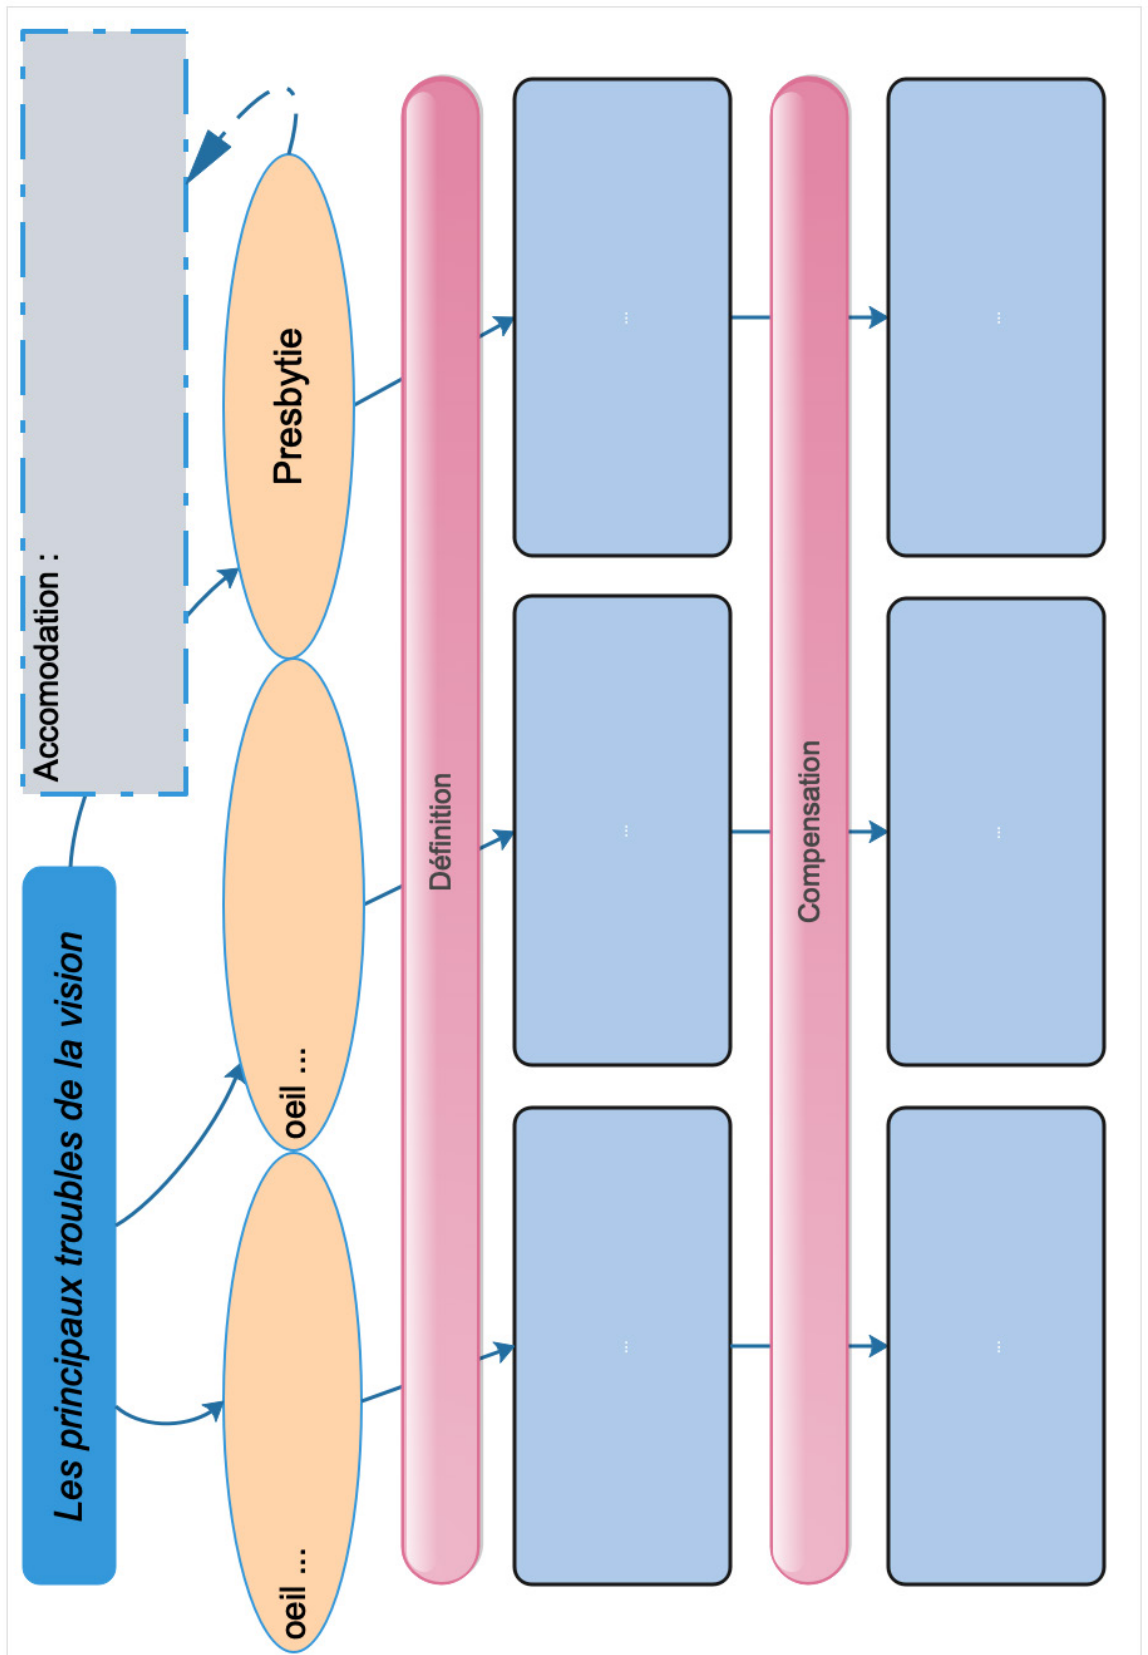 Les principaux troubles de la vision
Accomodation :
oeil ...
oeil ...
Presbytie
Définition
...
...
...
Compensation
...
...
...